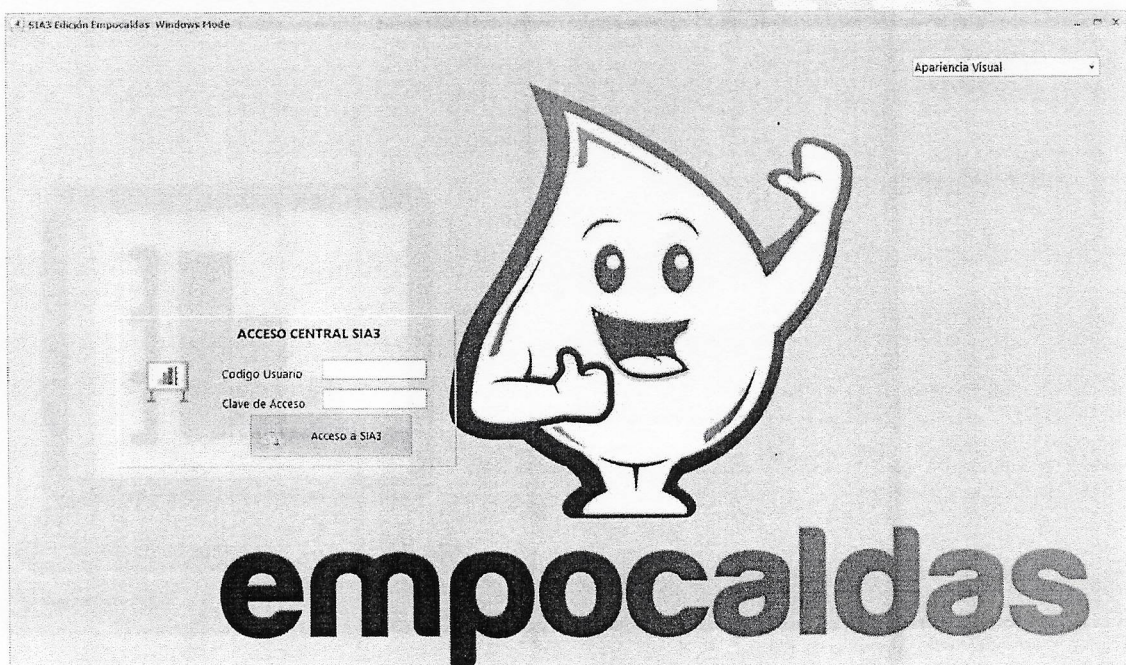 SIA3 Edición Empocaldas Windows Mode
Apariencia Visual
ACCESO CENTRAL SIA3
Codigo Usuario
Clave de Acceso
Acceso a SIA3
empocaldas